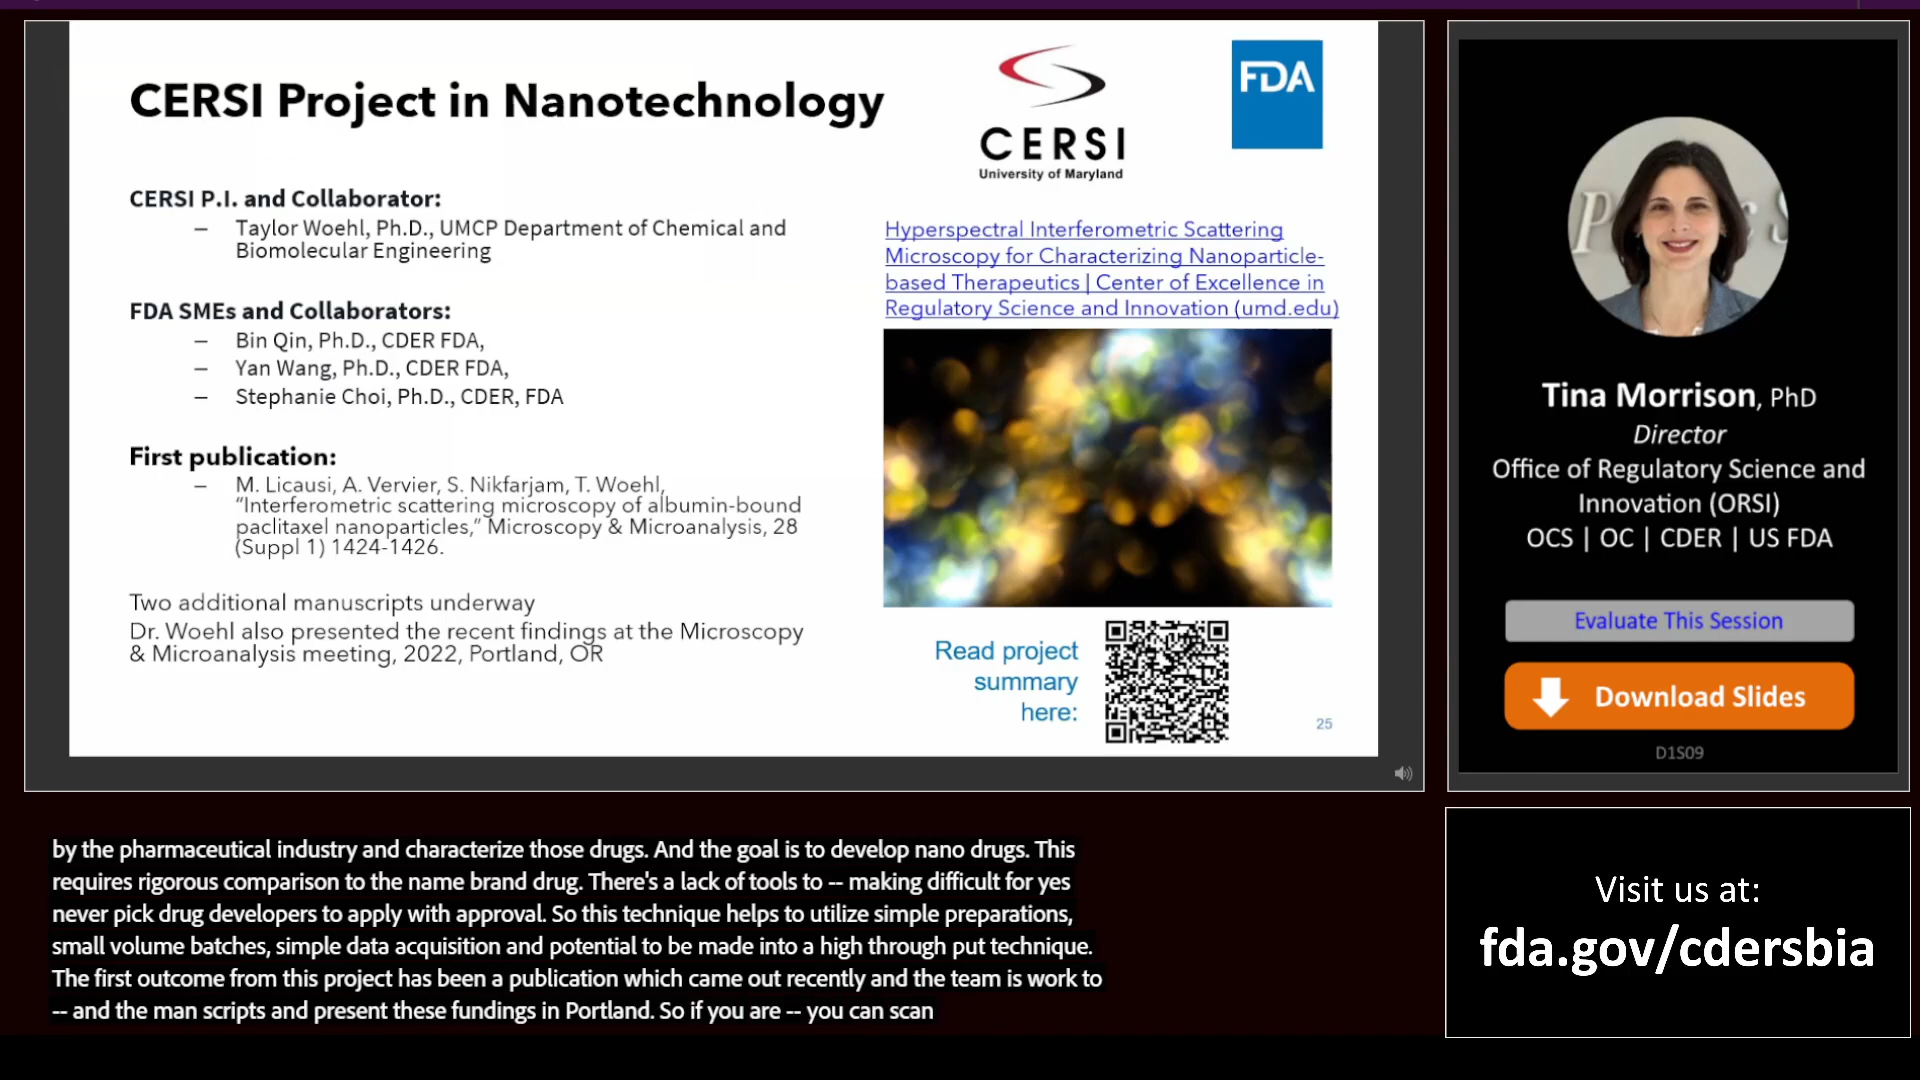 CERSI Project in Nanotechnology
CERSI
University of Maryland
FDA
CERSI P.I. and Collaborator:
– Taylor Woehl, Ph.D., UMCP Department of Chemical and
Biomolecular Engineering
FDA SMEs and Collaborators:
– Bin Qin, Ph.D., CDER FDA,
– Yan Wang, Ph.D., CDER FDA,
– Stephanie Choi, Ph.D., CDER, FDA
First publication:
– M. Licausi, A. Vervier, S. Nikfarjam, T. Woehl,
“Interferometric scattering microscopy of albumin-bound
paclitaxel nanoparticles,” Microscopy & Microanalysis, 28
(Suppl 1) 1424-1426.
Two additional manuscripts underway
Dr. Woehl also presented the recent findings at the Microscopy
& Microanalysis meeting, 2022, Portland, OR
Hyperspectral Interferometric Scattering
Microscopy for Characterizing Nanoparticle-
based Therapeutics | Center of Excellence in
Regulatory Science and Innovation (umd.edu)
Read project
summary
here:
25
Tina Morrison, PhD
Director
Office of Regulatory Science and
Innovation (ORSI)
OCS | OC | CDER | US FDA
Evaluate This Session
Download Slides
D1S09
by the pharmaceutical industry and characterize those drugs. And the goal is to develop nano drugs. This
requires rigorous comparison to the name brand drug. There's a lack of tools to -- making difficult for yes
never pick drug developers to apply with approval. So this technique helps to utilize simple preparations,
small volume batches, simple data acquisition and potential to be made into a high through put technique.
The first outcome from this project has been a publication which came out recently and the team is work to
-- and the man scripts and present these fundings in Portland. So if you are -- you can scan
Visit us at:
fda.gov/cdersbia